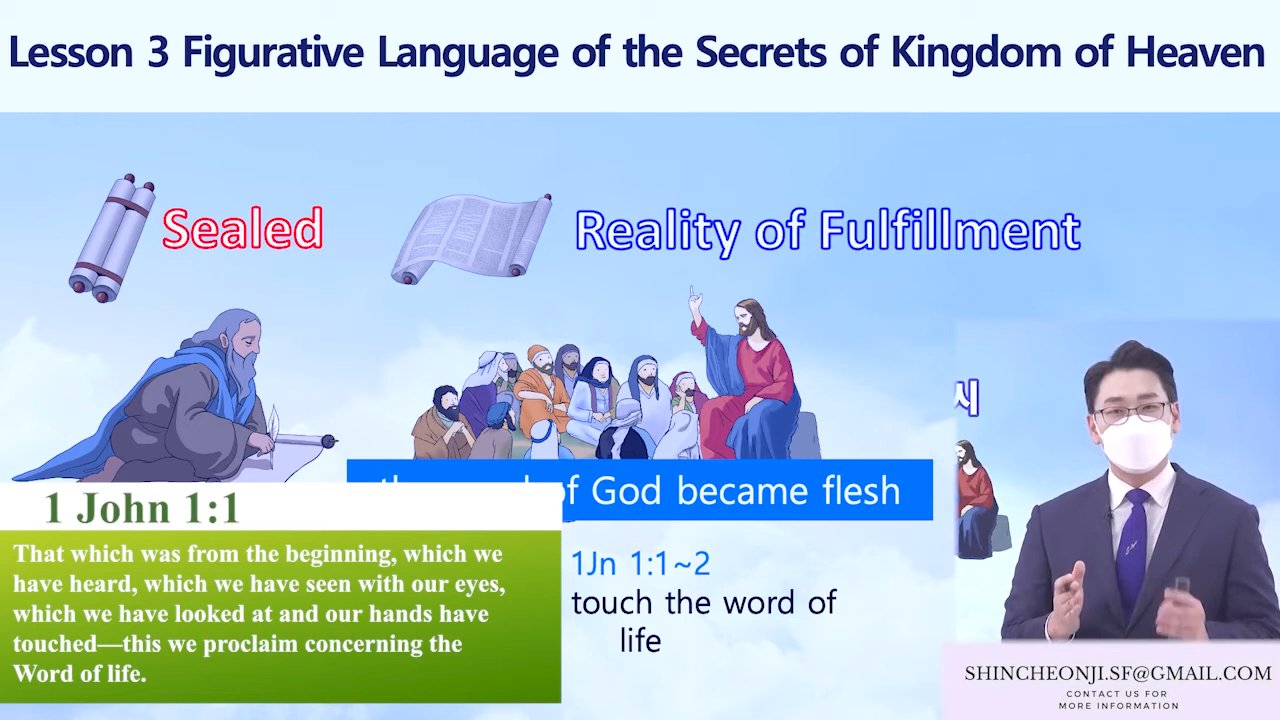 Lesson 3 Figurative Language of the Secrets of Kingdom of Heaven
Sealed
Reality of Fulfillment
of God became flesh
1 John 1:1
That which was from the beginning, which we
have heard, which we have seen with our eyes,
which we have looked at and our hands have
touched—this we proclaim concerning the
Word of life.
1Jn 1:1~2
touch the word of
life
시
SHINCHEONJI.SF@GMAIL.COM
CONTACT US FOR
MORE INFORMATION